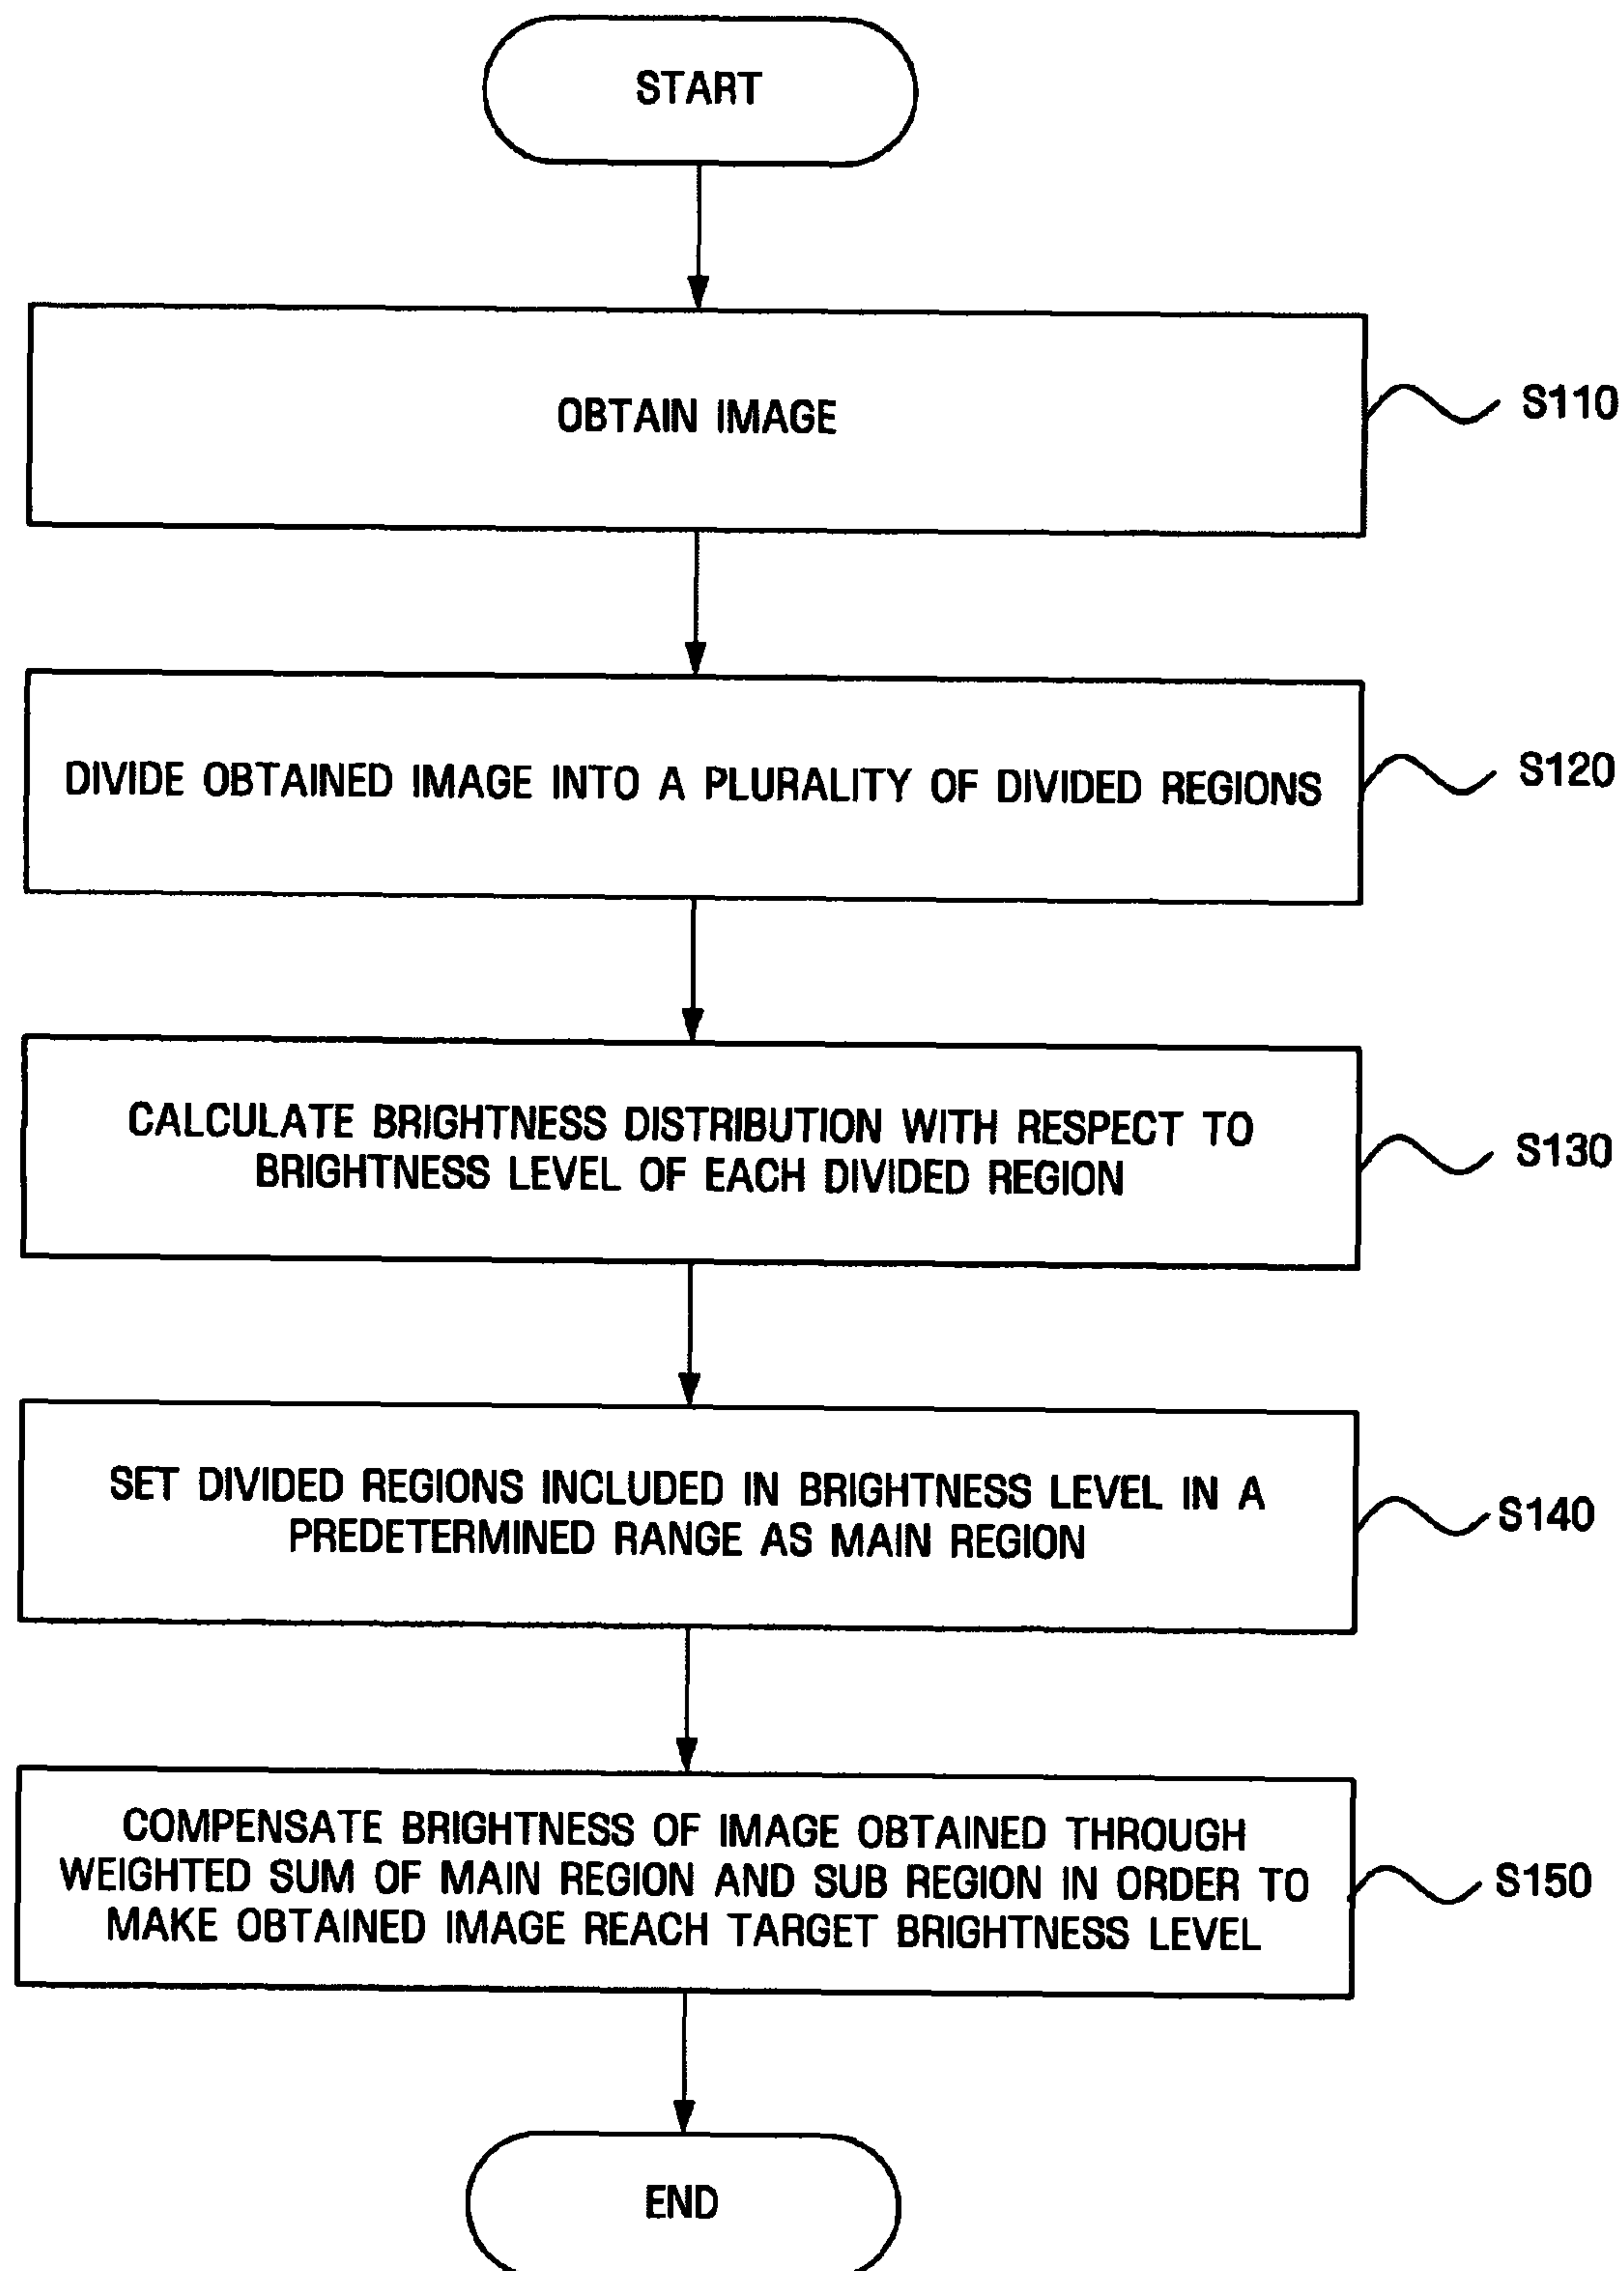 START
OBTAIN IMAGE
S110
DIVIDE OBTAINED IMAGE INTO A PLURALITY OF DIVIDED REGIONS
S120
CALCULATE BRIGHTNESS DISTRIBUTION WITH RESPECT TO
BRIGHTNESS LEVEL OF EACH DIVIDED REGION
S130
SET DIVIDED REGIONS INCLUDED IN BRIGHTNESS LEVEL IN A
PREDETERMINED RANGE AS MAIN REGION
S140
COMPENSATE BRIGHTNESS OF IMAGE OBTAINED THROUGH
WEIGHTED SUM OF MAIN REGION AND SUB REGION IN ORDER TO
MAKE OBTAINED IMAGE REACH TARGET BRIGHTNESS LEVEL
S150
END